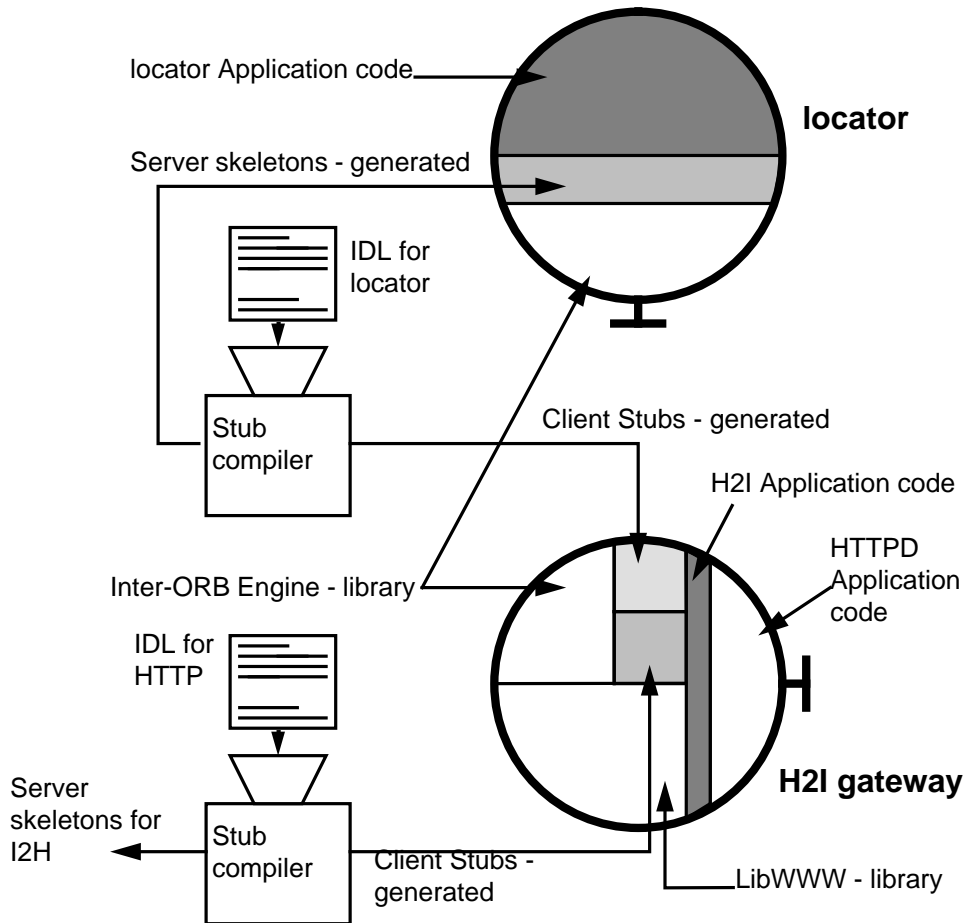 locator Application code
locator
Server skeletons - generated
IDL for
locator
Stub
compiler
Client Stubs - generated
H2I Application code
HTTPD
Application
code
Inter-ORB Engine - library
IDL for
HTTP
H2I gateway
Server
skeletons for
I2H
Stub
compiler
Client Stubs -
generated
LibWWW - library